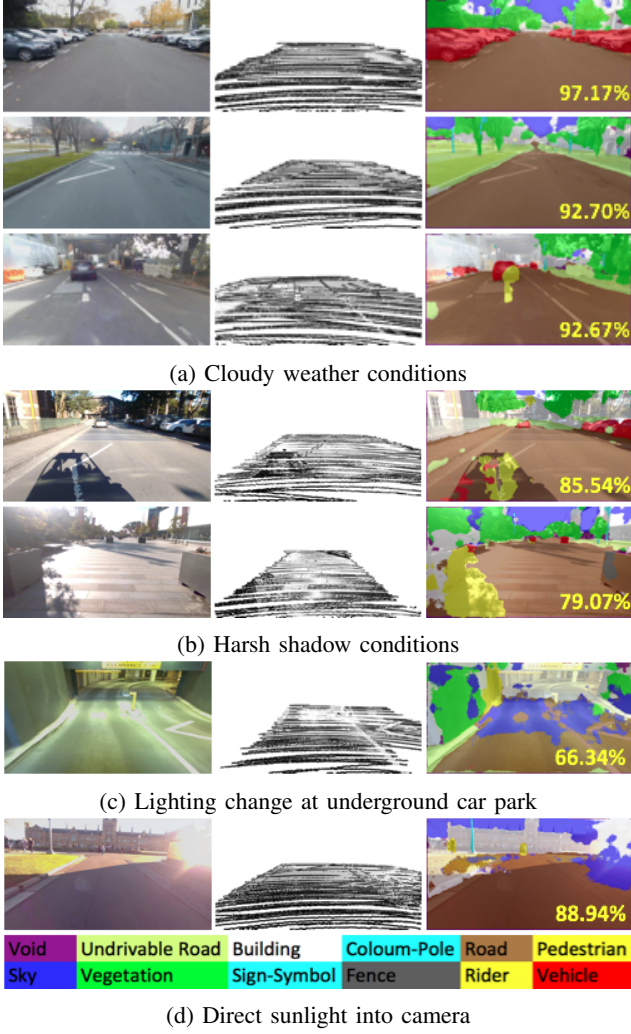 97.17%
92.70%
92.67%
(a) Cloudy weather conditions
85.54%
79.07%
(b) Harsh shadow conditions
66.34%
(c) Lighting change at underground car park
88.94%
Void Undrivable Road Building Coloum-Pole Road Pedestrian
Sky Vegetation Sign-Symbol Fence Rider Vehicle
(d) Direct sunlight into camera